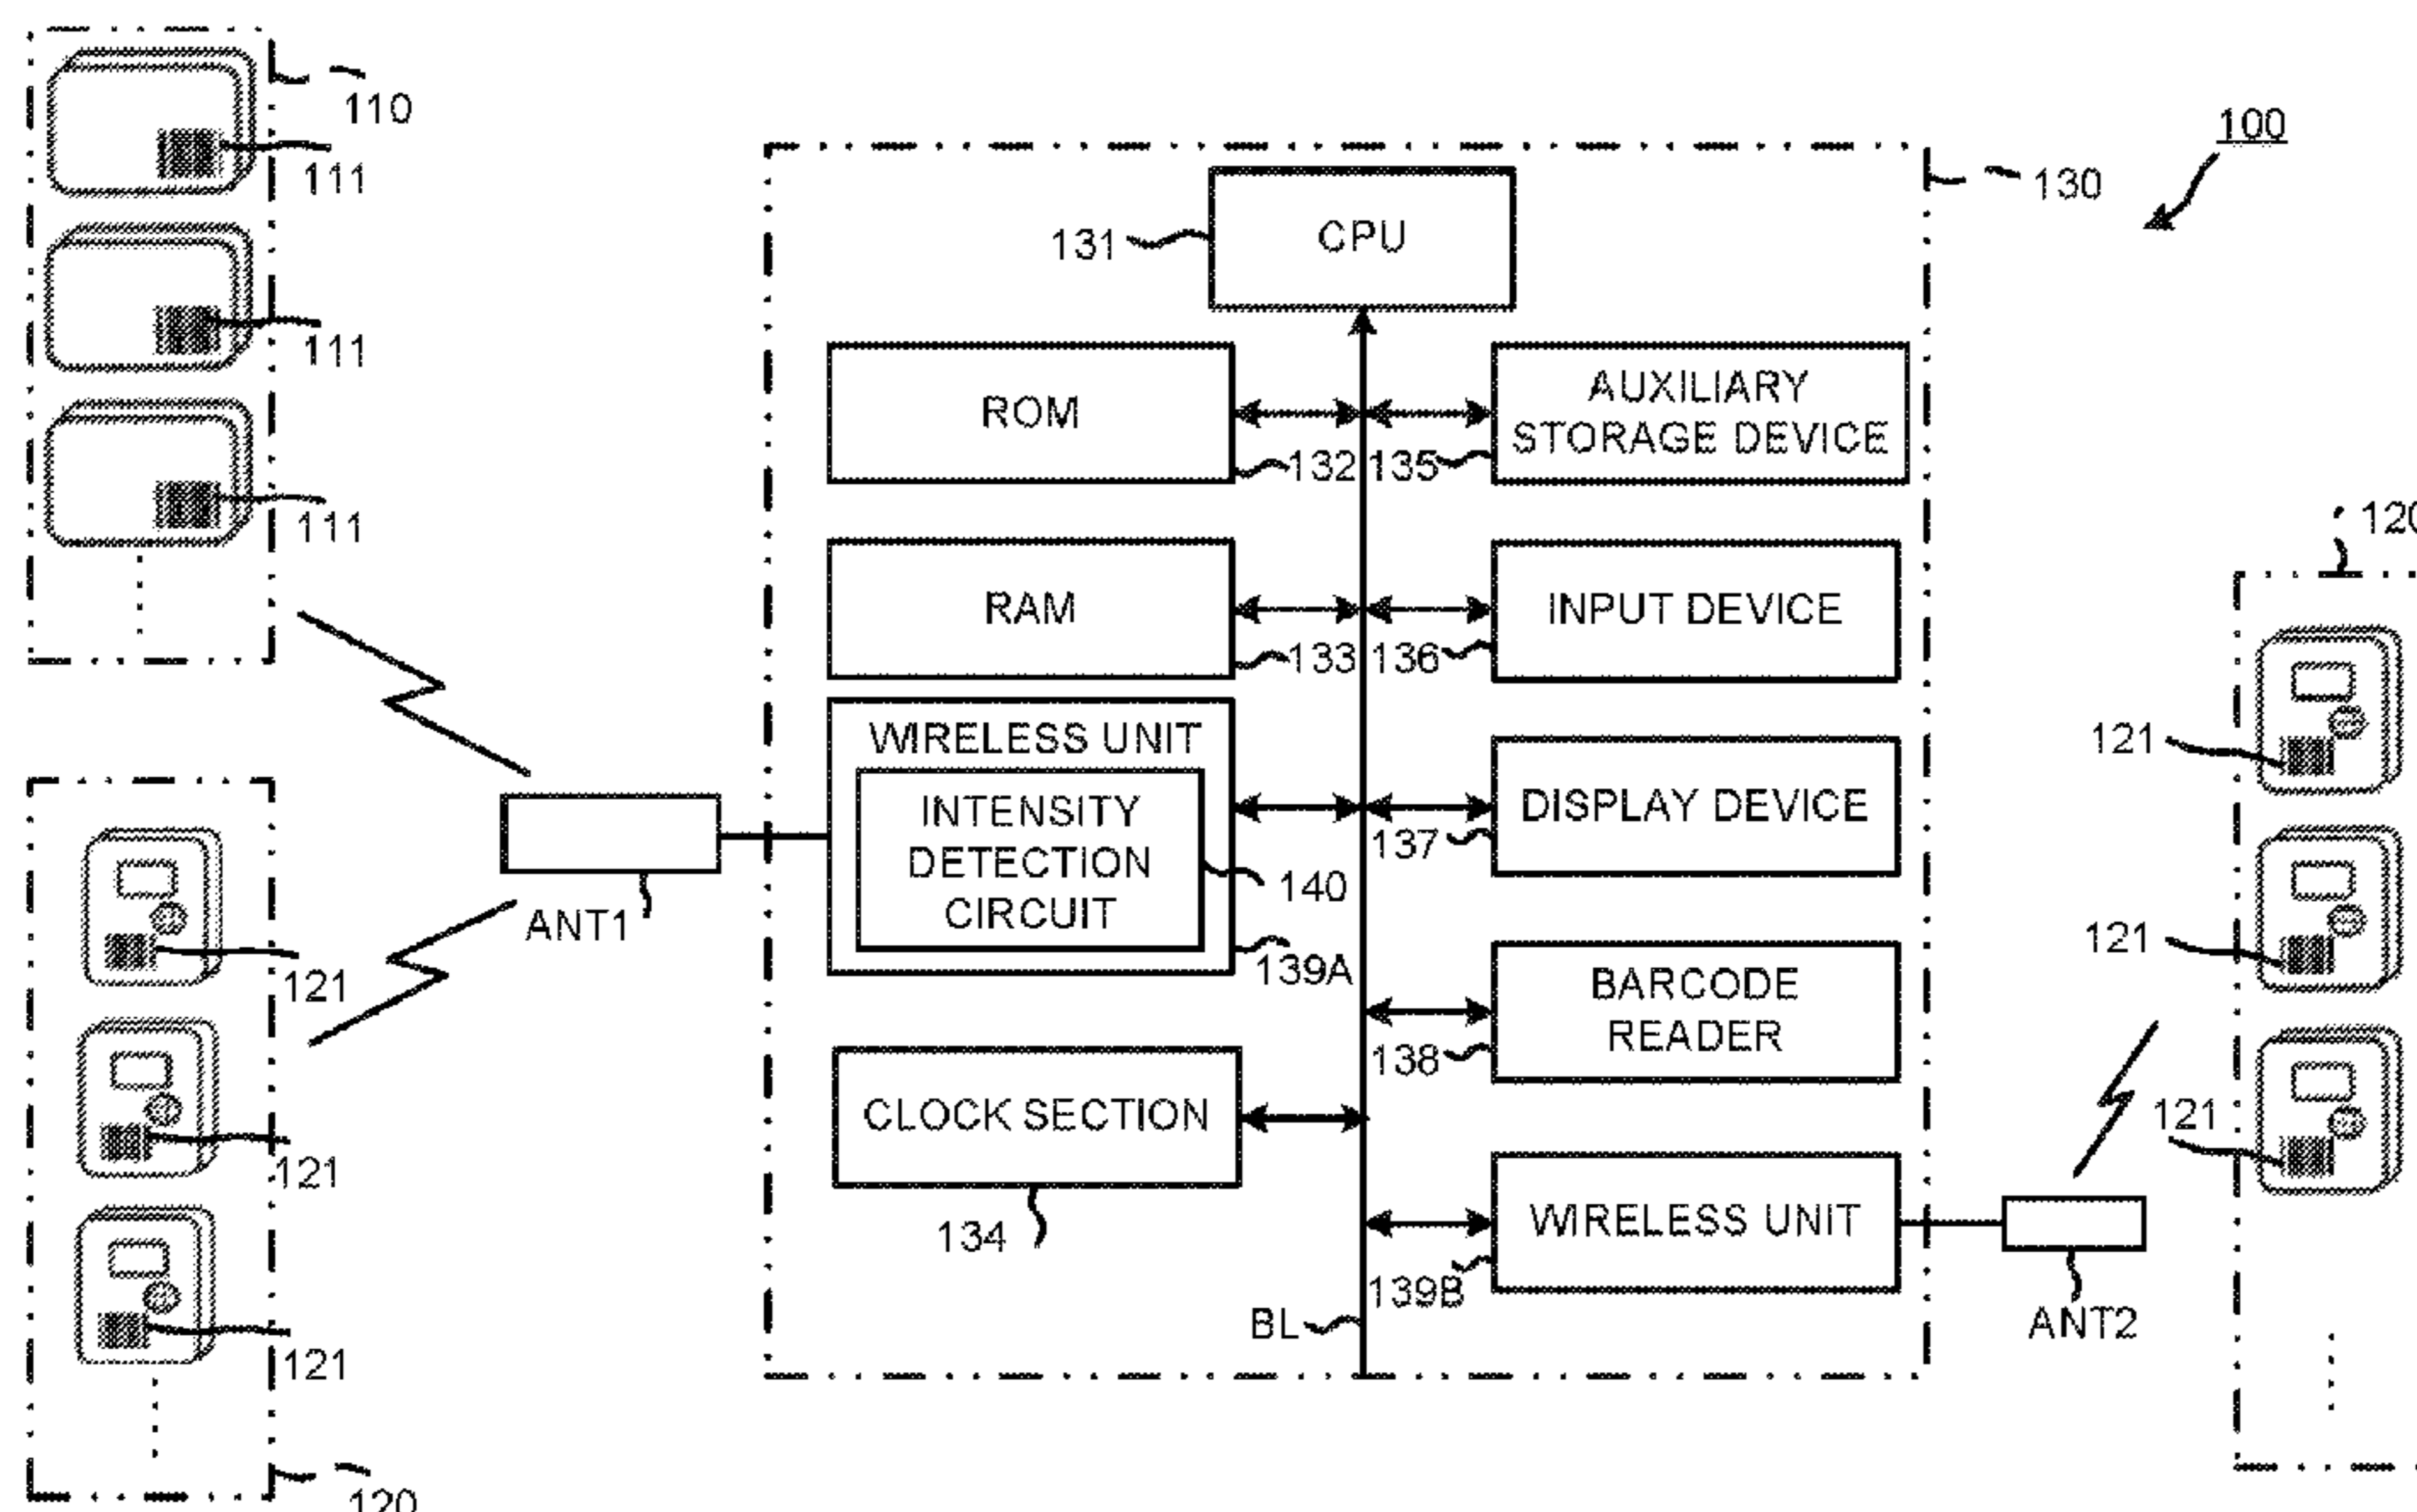 110
111
111
111
100
130
131
CPU
ROM
132
135
AUXILIARY
STORAGE DEVICE
RAM
133
136
INPUT DEVICE
WIRELESS UNIT
INTENSITY
DETECTION
CIRCUIT
140
139A
137
DISPLAY DEVICE
ANT1
138
BARCODE
READER
CLOCK SECTION
134
139B
WIRELESS UNIT
BL
ANT2
121
121
121
120
121
121
121